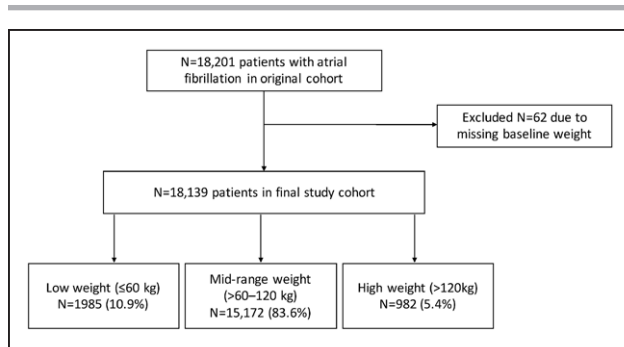 N=18,201 patients with atrial
fibrillation in original cohort
Excluded N=62 due to
missing baseline weight
N=18,139 patients in final study cohort
Low weight (≤60 kg)
N=1985 (10.9%)
Mid-range weight
(>60–120 kg)
N=15,172 (83.6%)
High weight (>120kg)
N=982 (5.4%)